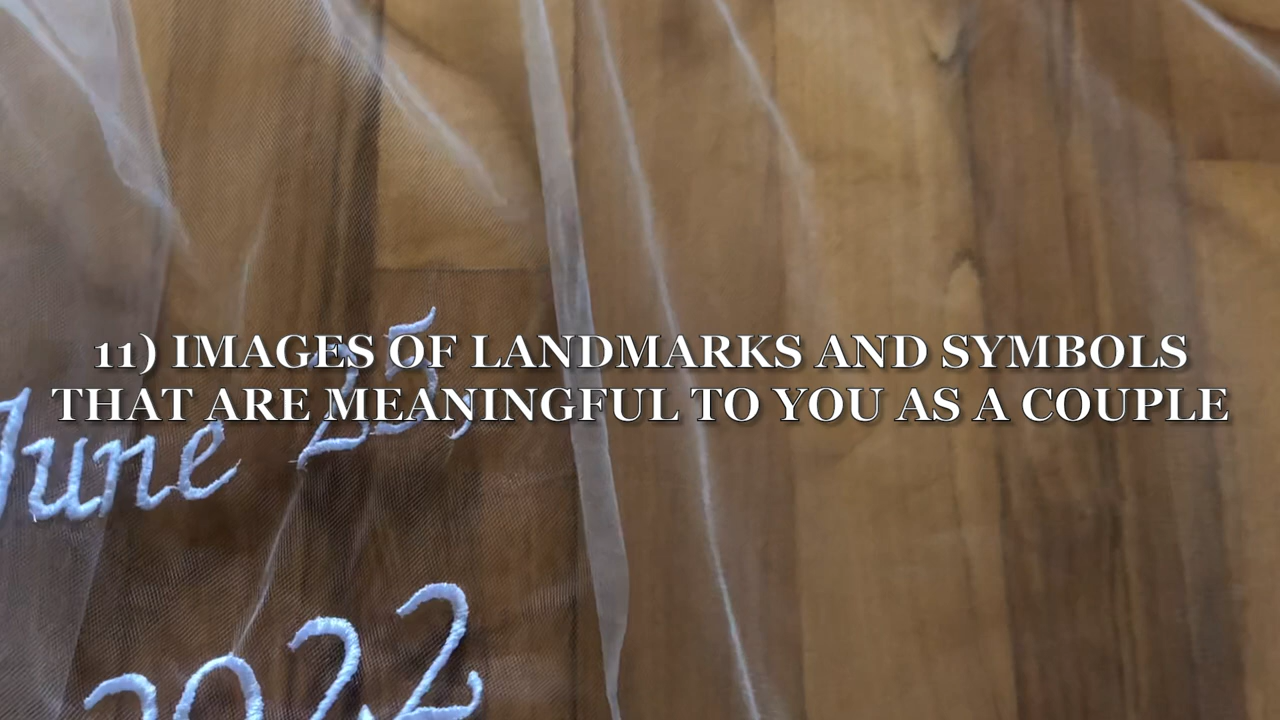 11) IMAGES OF LANDMARKS AND SYMBOLS
THAT ARE MEANINGFUL TO YOU AS A COUPLE
June 25,
2022